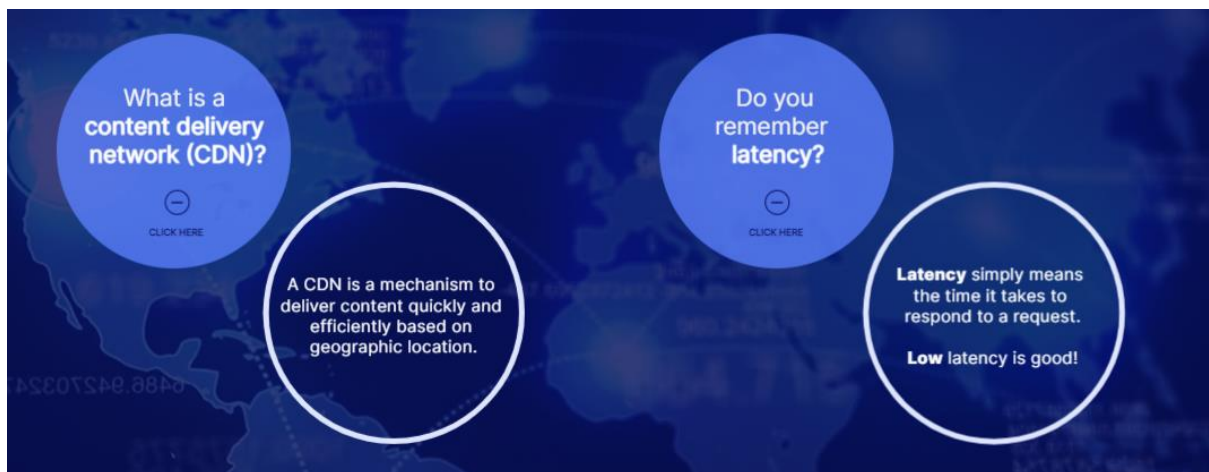 What is a
content delivery
network (CDN)?
CLICK HERE
A CDN is a mechanism to
deliver content quickly and
efficiently based on
geographic location.
Do you
remember
latency?
CLICK HERE
Latency simply means
the time it takes to
respond to a request.
Low latency is good!